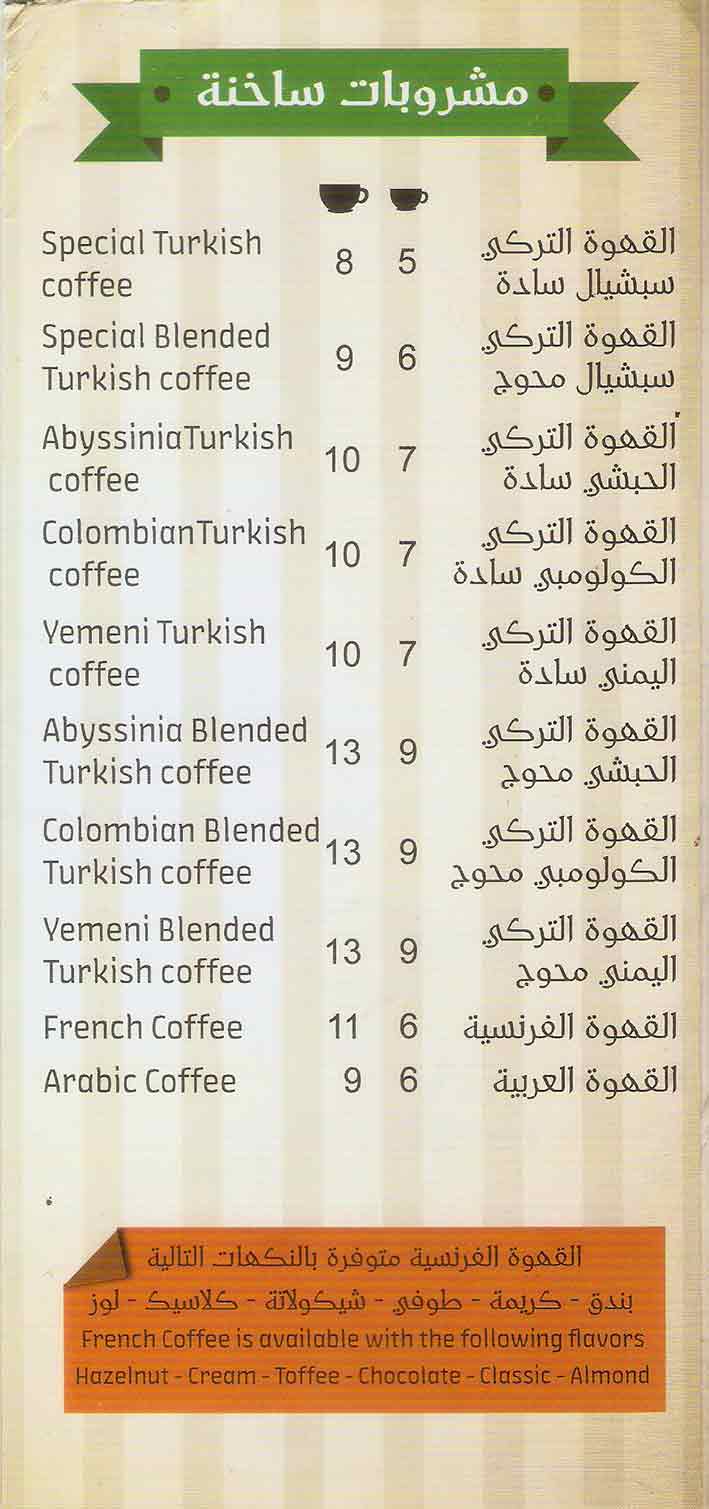 مشروبات ساخنة
Special Turkish 8 5 القهوة التركي
coffee سبشيال سادة
Special Blended 9 6 القهوة التركي
Turkish coffee سبشيال محوج
AbyssiniaTurkish 10 7 القهوة التركي
coffee الحبشي سادة
ColombianTurkish 10 7 القهوة التركي
coffee الكولومبي سادة
Yemeni Turkish 10 7 القهوة التركي
coffee اليمني سادة
Abyssinia Blended 13 9 القهوة التركي
Turkish coffee الحبشي محوج
Colombian Blended 13 9 القهوة التركي
Turkish coffee الكولومبي محوج
Yemeni Blended 13 9 القهوة التركي
Turkish coffee اليمني محوج
French Coffee 11 6 القهوة الفرنسية
Arabic Coffee 9 6 القهوة العربية
القهوة الفرنسية متوفرة بالنكهات التالية
بندق - كريمة - طوفي - شيكولاتة - كلاسيك - لوز
French Coffee is available with the following flavors
Hazelnut - Cream - Toffee - Chocolate - Classic - Almond